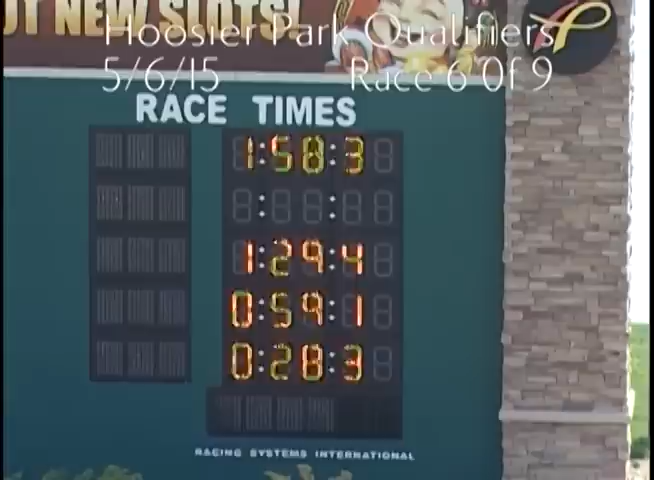 OT NEW SLOTS!
Hoosier Park Qualifiers
5/6/15 Race 6 Of 9
RACE TIMES
1:58:3
1:29:4
0:59:1
0:28:3
RACING SYSTEMS INTERNATIONAL